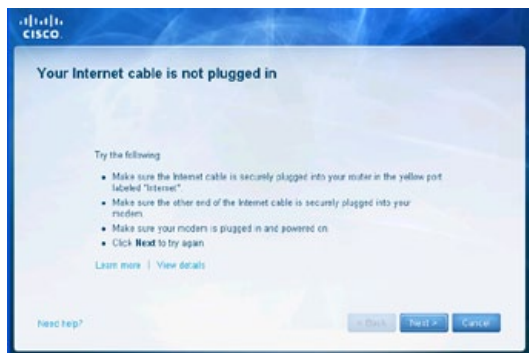 CISCO
Your Internet cable is not plugged in
Try the following
Make sure the Internet cable is securely plugged into your router in the yellow port
labeled "Internet".
Make sure the other end of the Internet cable is securely plugged into your
modem.
Make sure your modem is plugged in and powered on.
Click Next to try again.
Learn more | View details
Need help?
< Back
Next >
Cancel